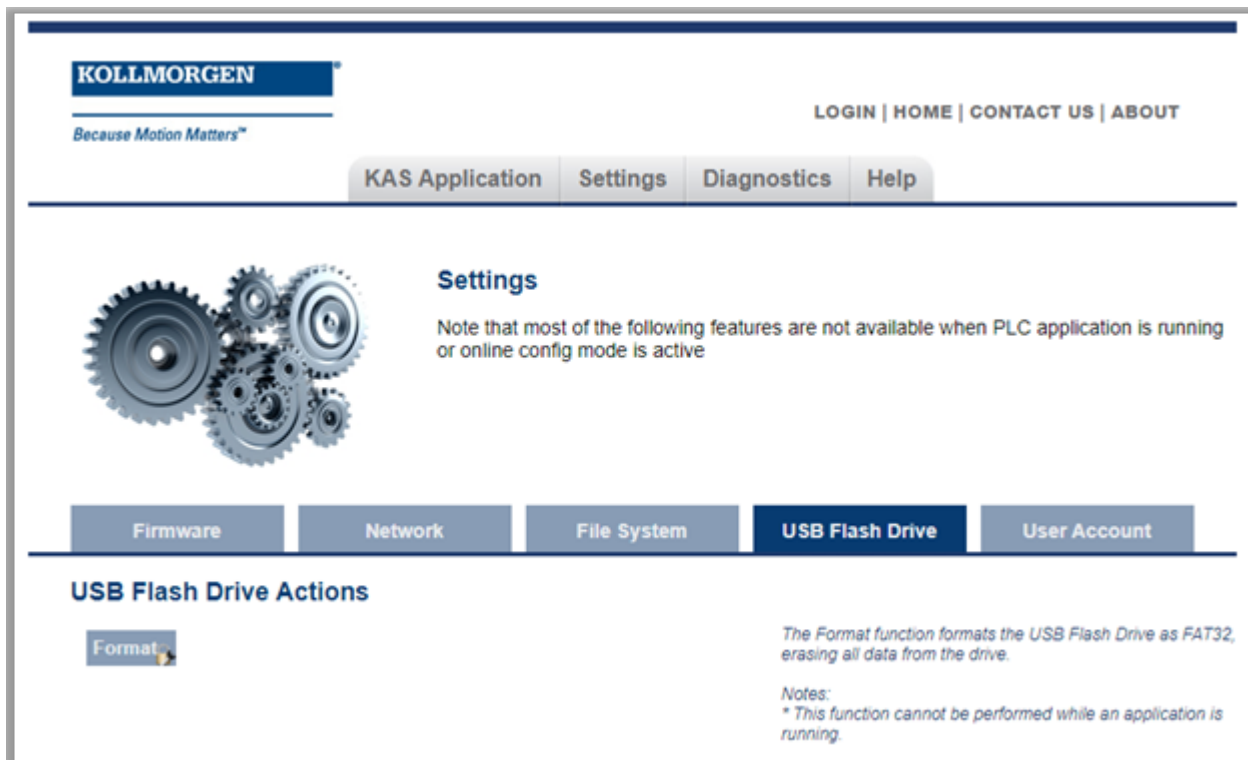 KOLLMORGEN®
Because Motion Matters™
LOGIN | HOME | CONTACT US | ABOUT
KAS Application Settings Diagnostics Help
Settings
Note that most of the following features are not available when PLC application is running
or online config mode is active
Firmware Network File System USB Flash Drive User Account
USB Flash Drive Actions
Format
The Format function formats the USB Flash Drive as FAT32,
erasing all data from the drive.
Notes:
* This function cannot be performed while an application is
running.